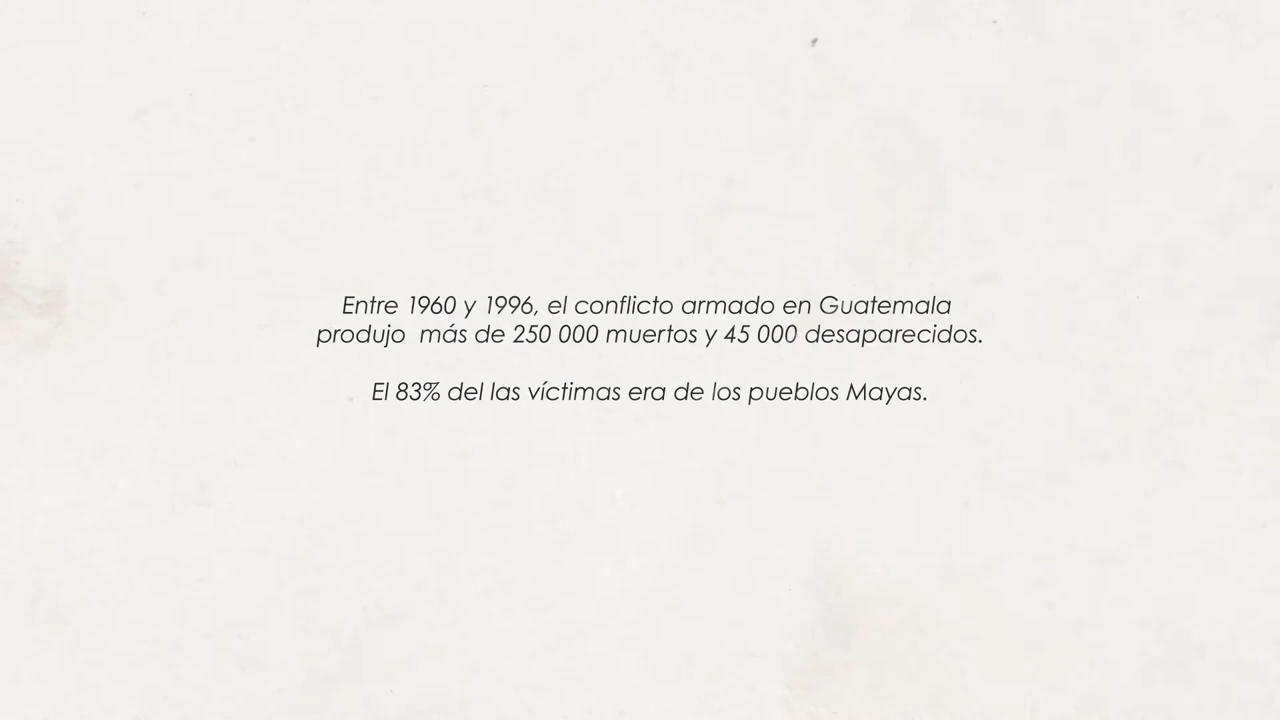 Entre 1960 y 1996, el conflicto armado en Guatemala
produjo  más de 250 000 muertos y 45 000 desaparecidos.
El 83% del las víctimas era de los pueblos Mayas.